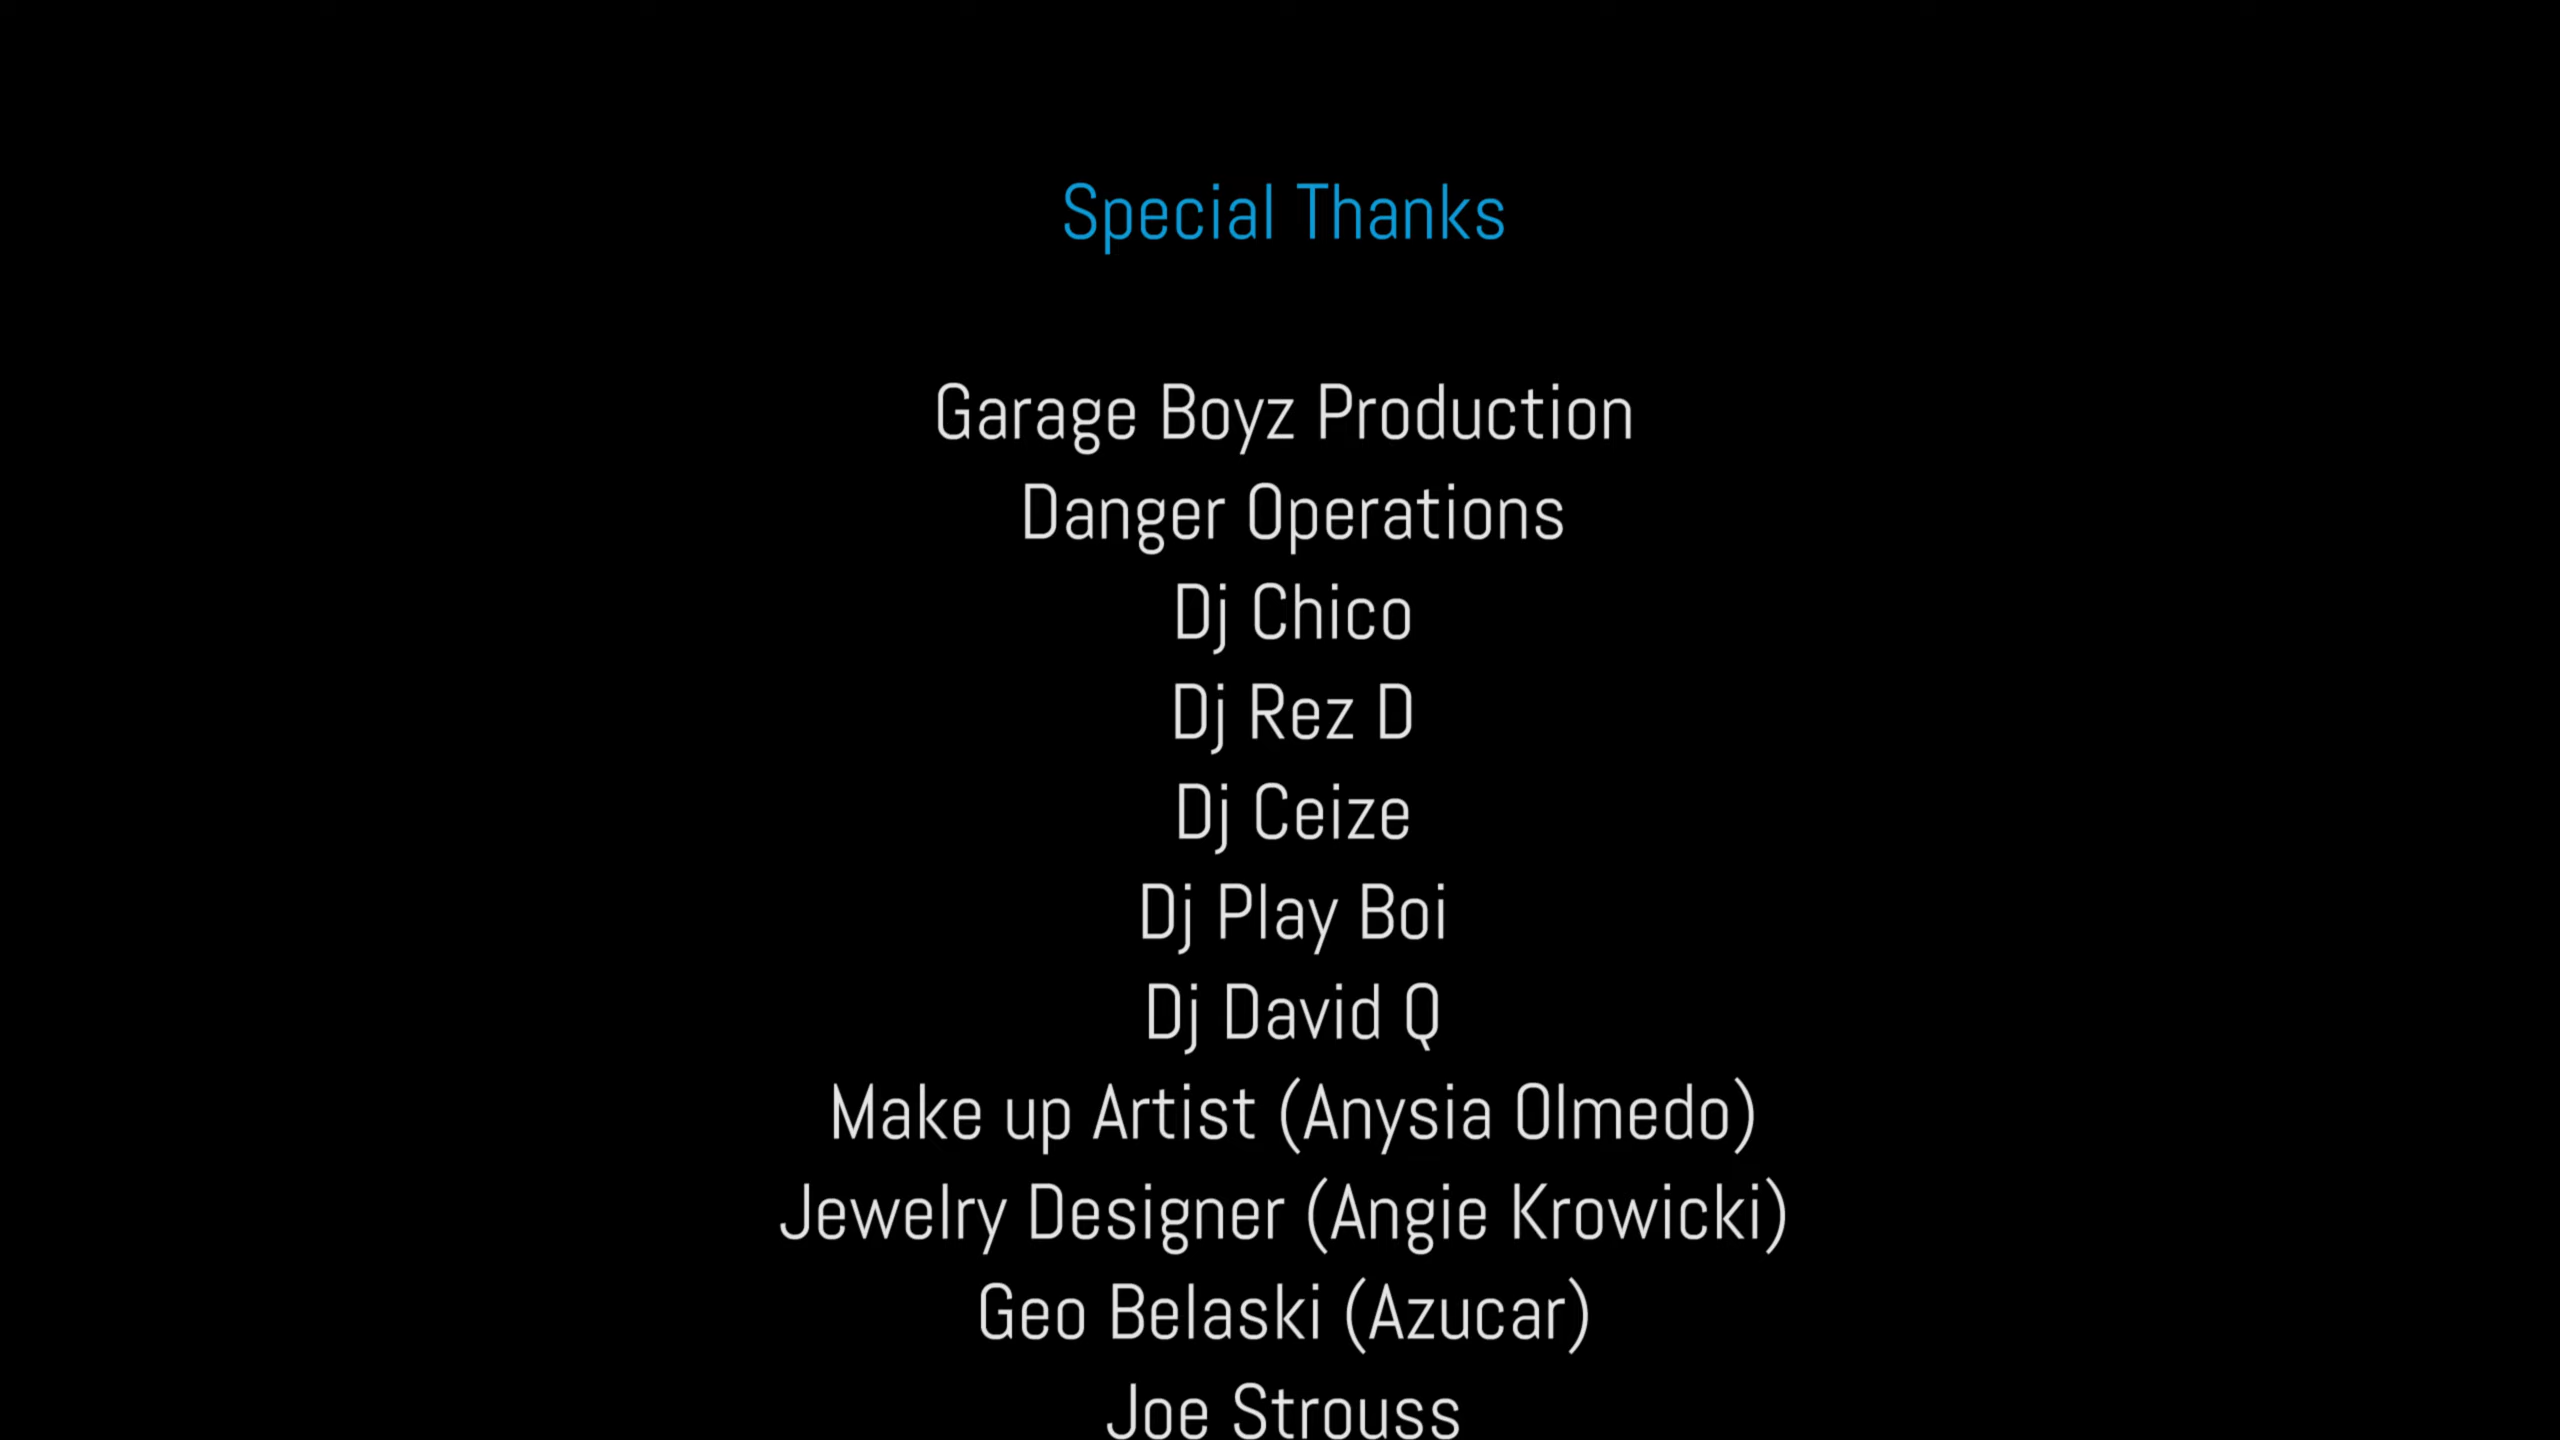 Special Thanks
Garage Boyz Production
Danger Operations
Dj Chico
Dj Rez D
Dj Ceize
Dj Play Boi
Dj David Q
Make up Artist (Anysia Olmedo)
Jewelry Designer (Angie Krowicki)
Geo Belaski (Azucar)
Joe Strouss